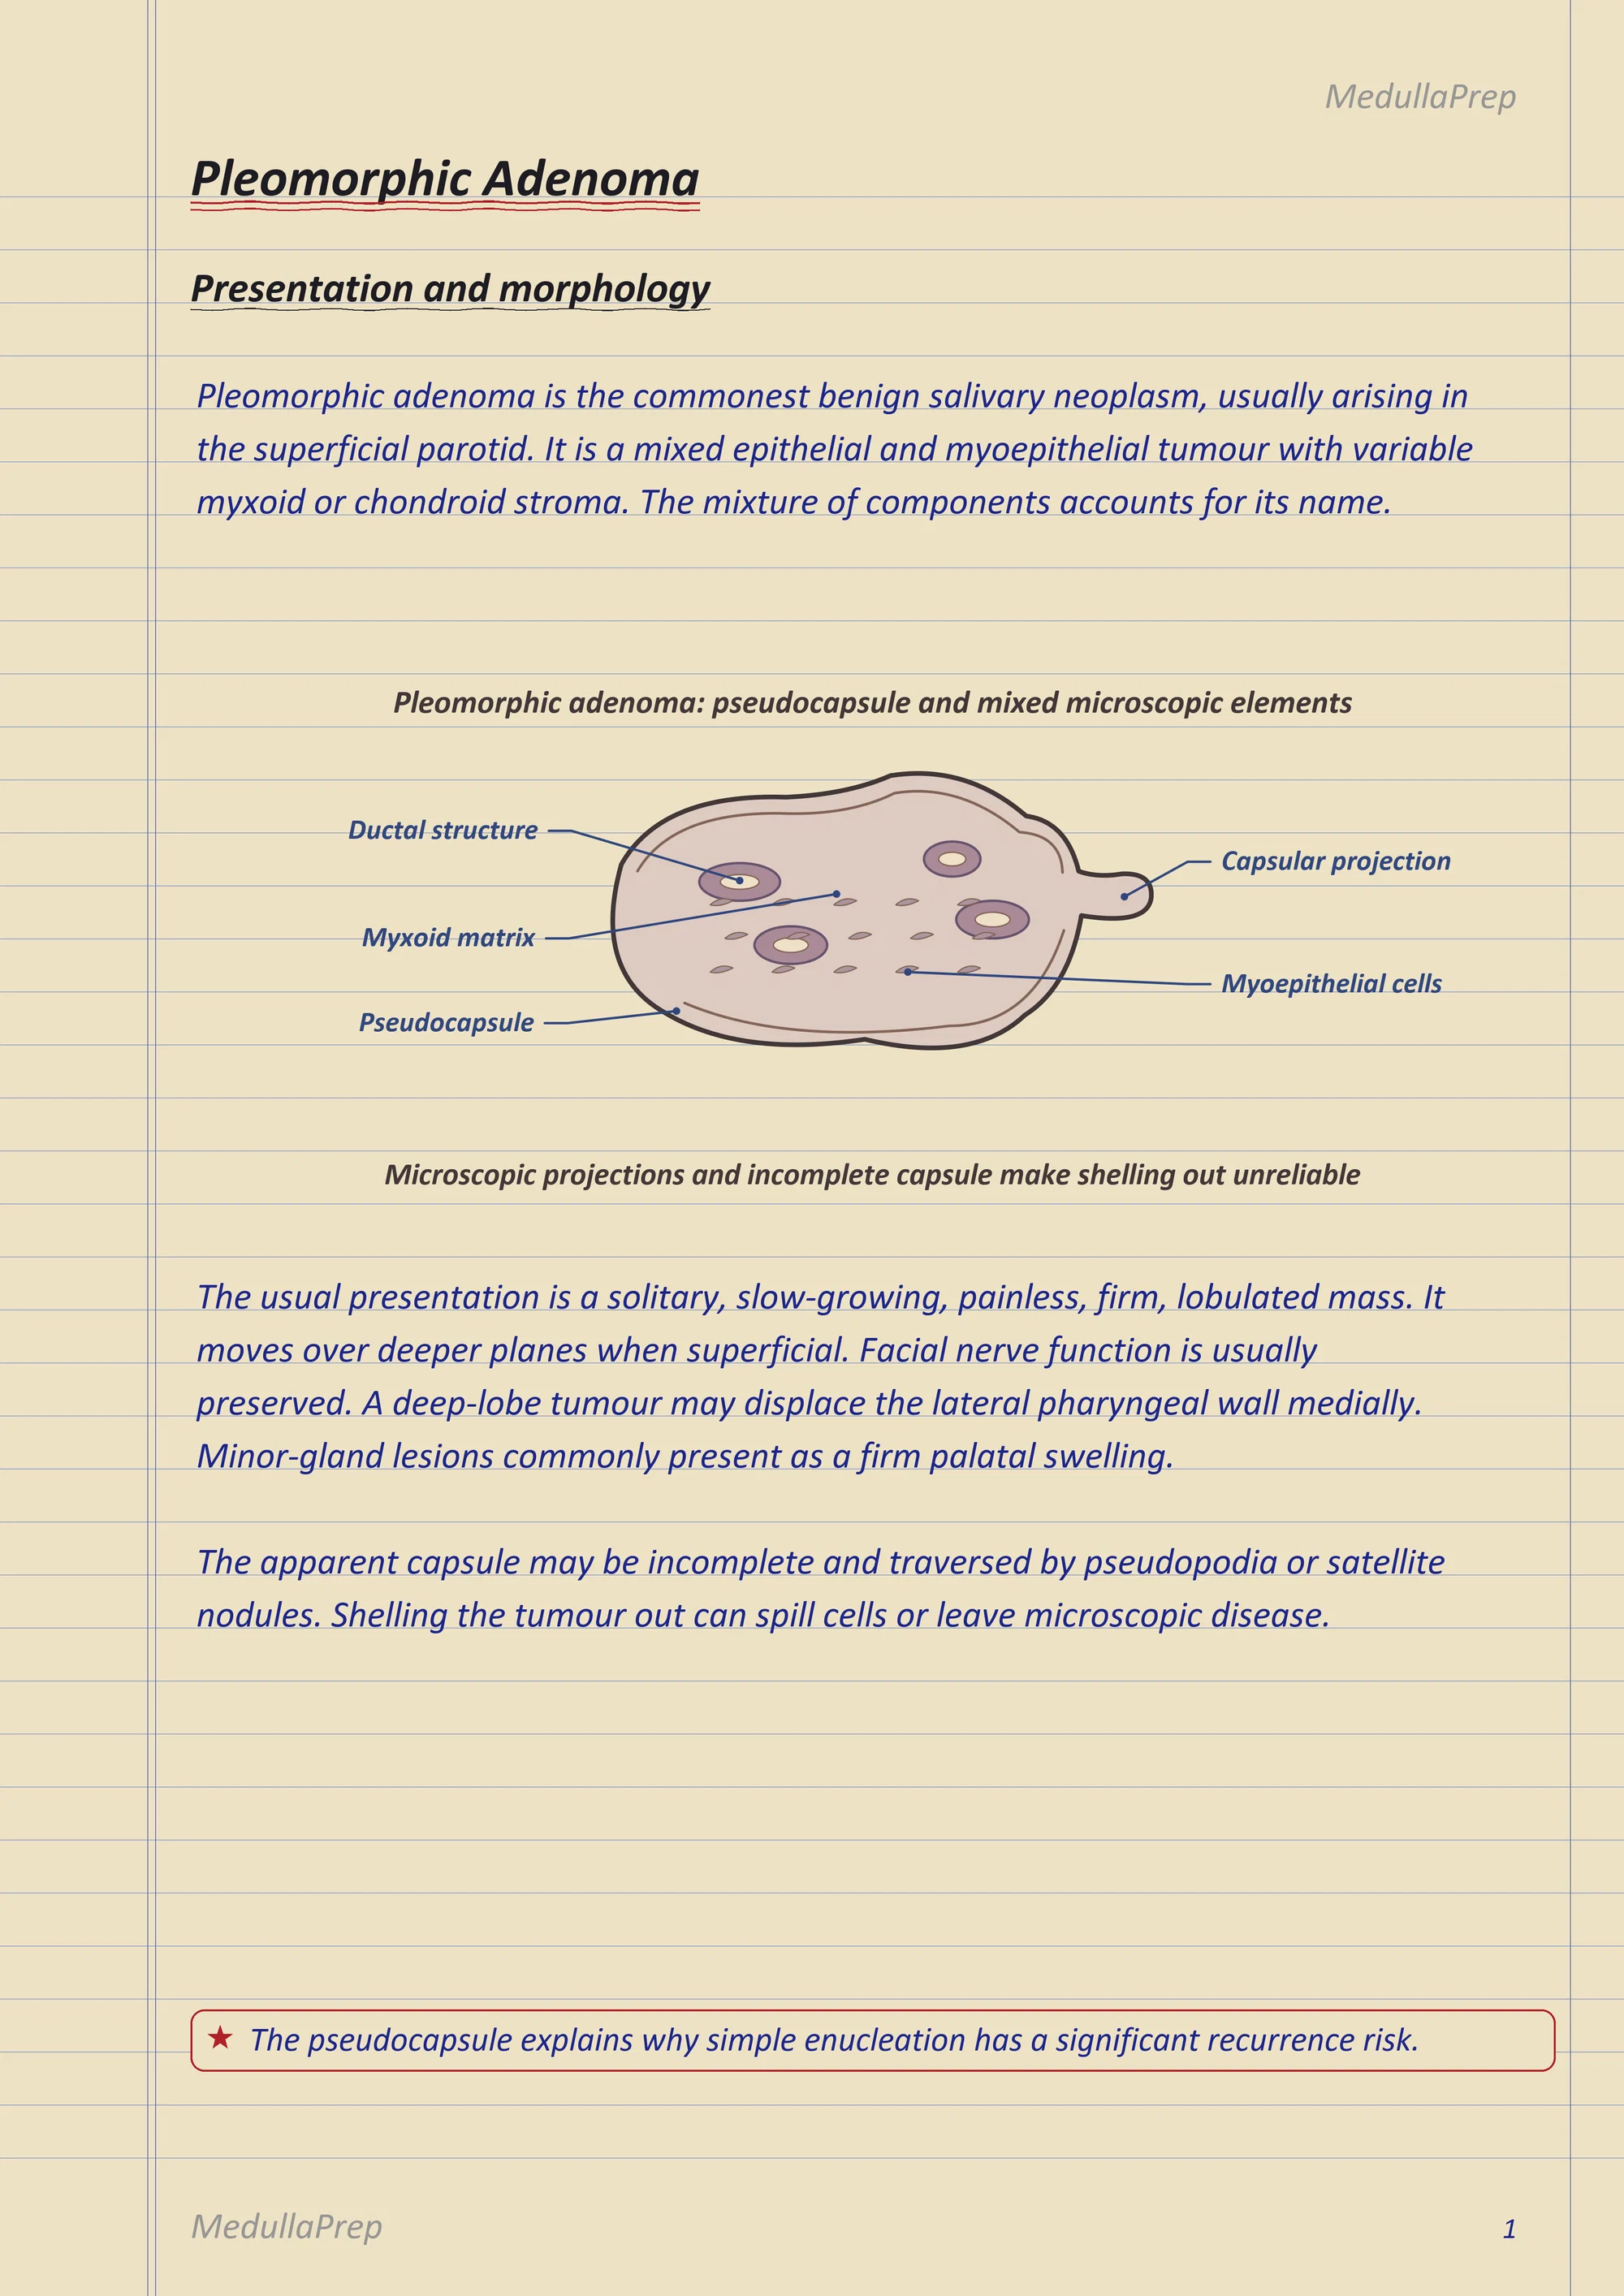 MedullaPrep
Pleomorphic Adenoma
Presentation and morphology
Pleomorphic adenoma is the commonest benign salivary neoplasm, usually arising in
the superficial parotid. It is a mixed epithelial and myoepithelial tumour with variable
myxoid or chondroid stroma. The mixture of components accounts for its name.
Pleomorphic adenoma: pseudocapsule and mixed microscopic elements
Ductal structure
Capsular projection
Myxoid matrix
Myoepithelial cells
Pseudocapsule
Microscopic projections and incomplete capsule make shelling out unreliable
The usual presentation is a solitary, slow-growing, painless, firm, lobulated mass. It
moves over deeper planes when superficial. Facial nerve function is usually
preserved. A deep-lobe tumour may displace the lateral pharyngeal wall medially.
Minor-gland lesions commonly present as a firm palatal swelling.
The apparent capsule may be incomplete and traversed by pseudopodia or satellite
nodules. Shelling the tumour out can spill cells or leave microscopic disease.
★ The pseudocapsule explains why simple enucleation has a significant recurrence risk.
MedullaPrep
1